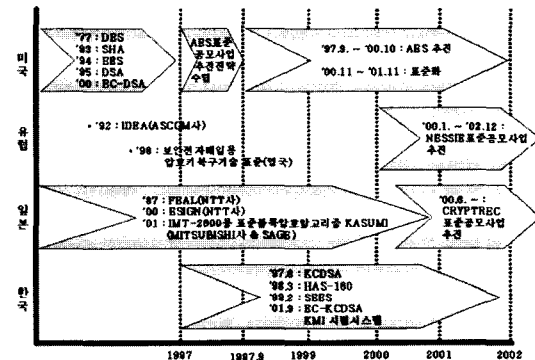 미국
'77 : DES
'93 : SHA
'94 : EES
'95 : DSA
'00 : EC-DSA
AES표준
공모사업
추진전략
수립
'97.9. ~ '00.10 : AES 추진
'00.11 ~ '01.11 : 표준화
유럽
'92 : IDEA(ASCOM사)
'98 : 보안전자메일용
암호키복구기술 표준(영국)
'00.1. ~ '02.12 :
NESSIE표준공모사업
추진
일본
'87 : FEAL(NTT사)
'00 : ESIGN(NTT사)
'01 : IMT-2000용 표준블록암호알고리즘 KASUMI
(MITSUBISHI사 & SAGE)
'00.6. ~ :
CRYPTREC
표준공모사업
추진
한국
'97.8 : KCDSA
'98.3 : HAS-160
'99.2 : SEED
'01.9 : EC-KCDSA
KMI 시범시스템
1997
1997.9
1999
2000
2001
2002